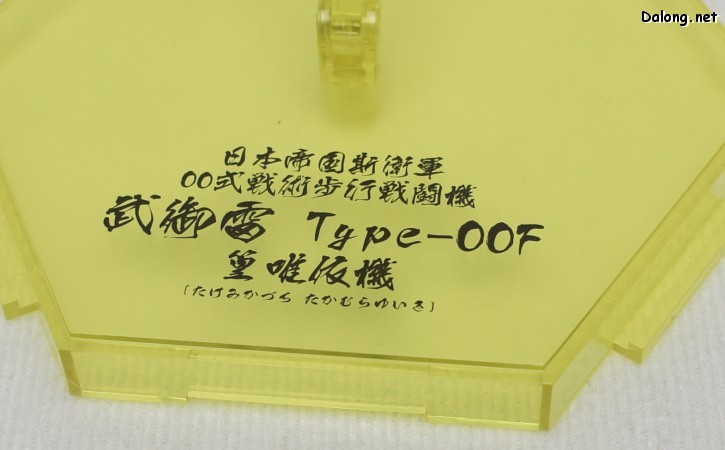 Dalong.net
日本帝国斯衛軍
00式戦術歩行戦闘機
武御雷 Type-00F
篁唯依機
(たけみかづち たかむらゆいき)